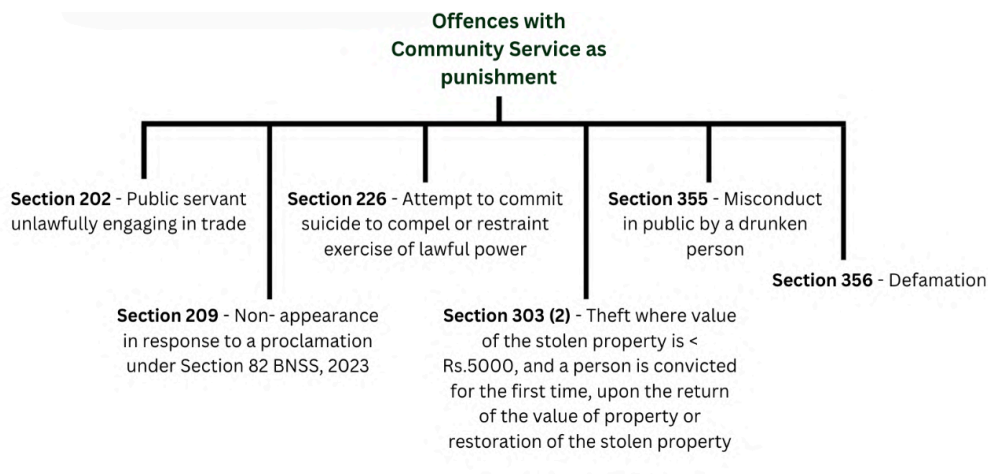 Offences with
Community Service as
punishment
Section 202 - Public servant
unlawfully engaging in trade
Section 226 - Attempt to commit
suicide to compel or restraint
exercise of lawful power
Section 355 - Misconduct
in public by a drunken
person
Section 356 - Defamation
Section 209 - Non- appearance
in response to a proclamation
under Section 82 BNSS, 2023
Section 303 (2) - Theft where value
of the stolen property is <
Rs.5000, and a person is convicted
for the first time, upon the return
of the value of property or
restoration of the stolen property